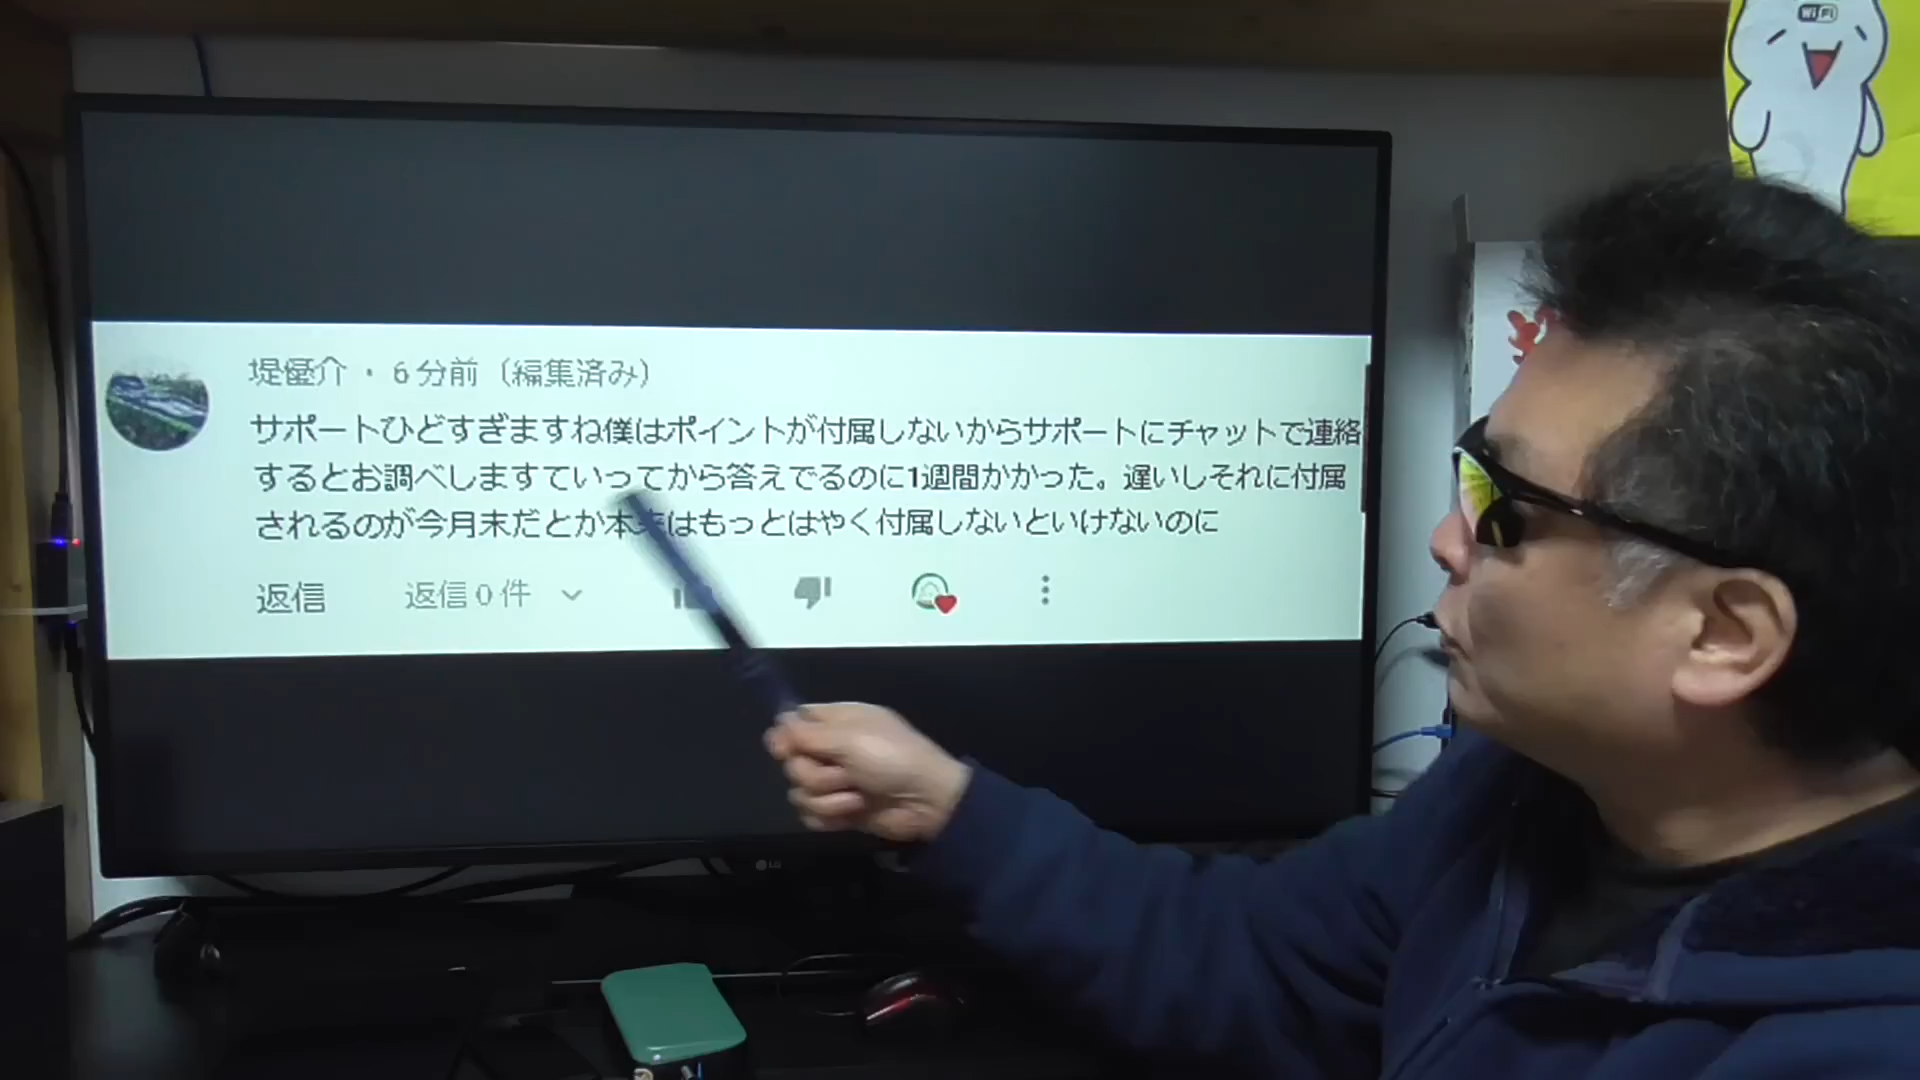 Wi Fi
堤優介・6分前（編集済み）
サポートひどすぎますね僕はポイントが付属しないからサポートにチャットで連絡
するとお調べしますていってから答えでるのに1週間かかった。遅いしそれに付属
されるのが今月末だとか本来はもっとはやく付属しないといけないのに
返信 返信0件
LG